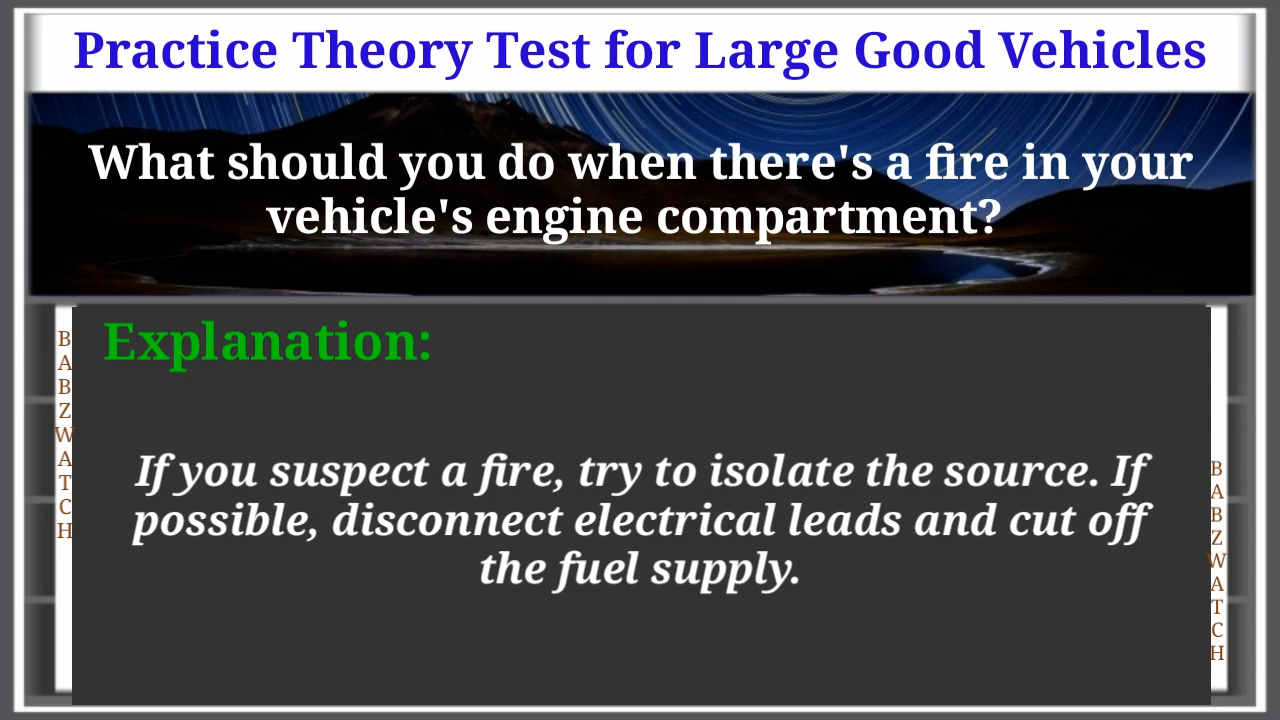 Practice Theory Test for Large Good Vehicles
What should you do when there's a fire in your
vehicle's engine compartment?
Explanation:
If you suspect a fire, try to isolate the source. If
possible, disconnect electrical leads and cut off
the fuel supply.
BABZWATCH
BABZWATCH